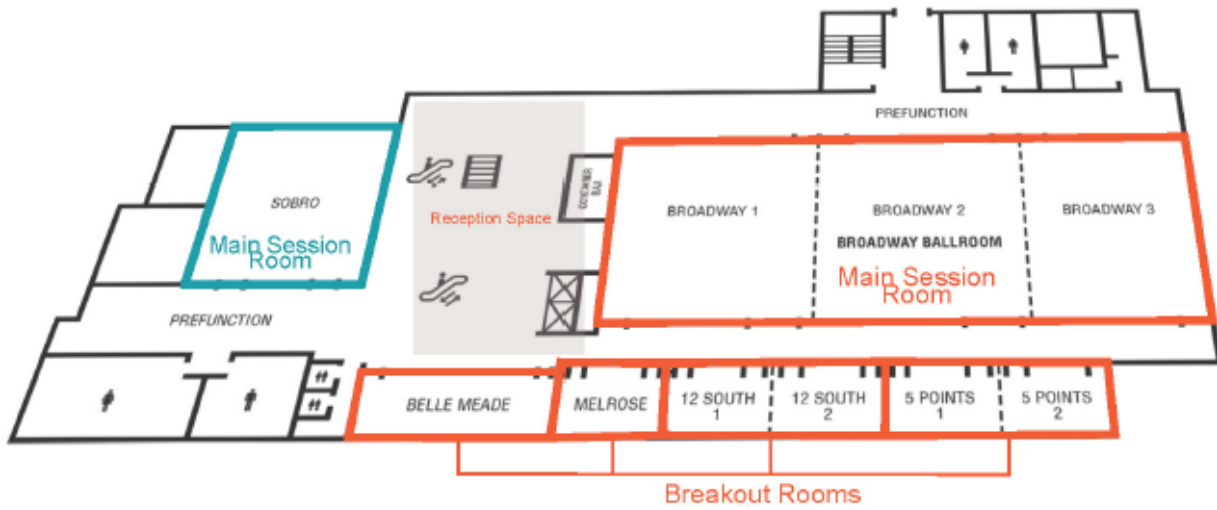 PREFUNCTION
SOBRO
Main Session
Room
Reception Space
BROADWAY 1
BROADWAY 2
BROADWAY 3
BROADWAY BALLROOM
Main Session
Room
PREFUNCTION
BELLE MEADE
MELROSE
12 SOUTH
1
12 SOUTH
2
5 POINTS
1
5 POINTS
2
Breakout Rooms